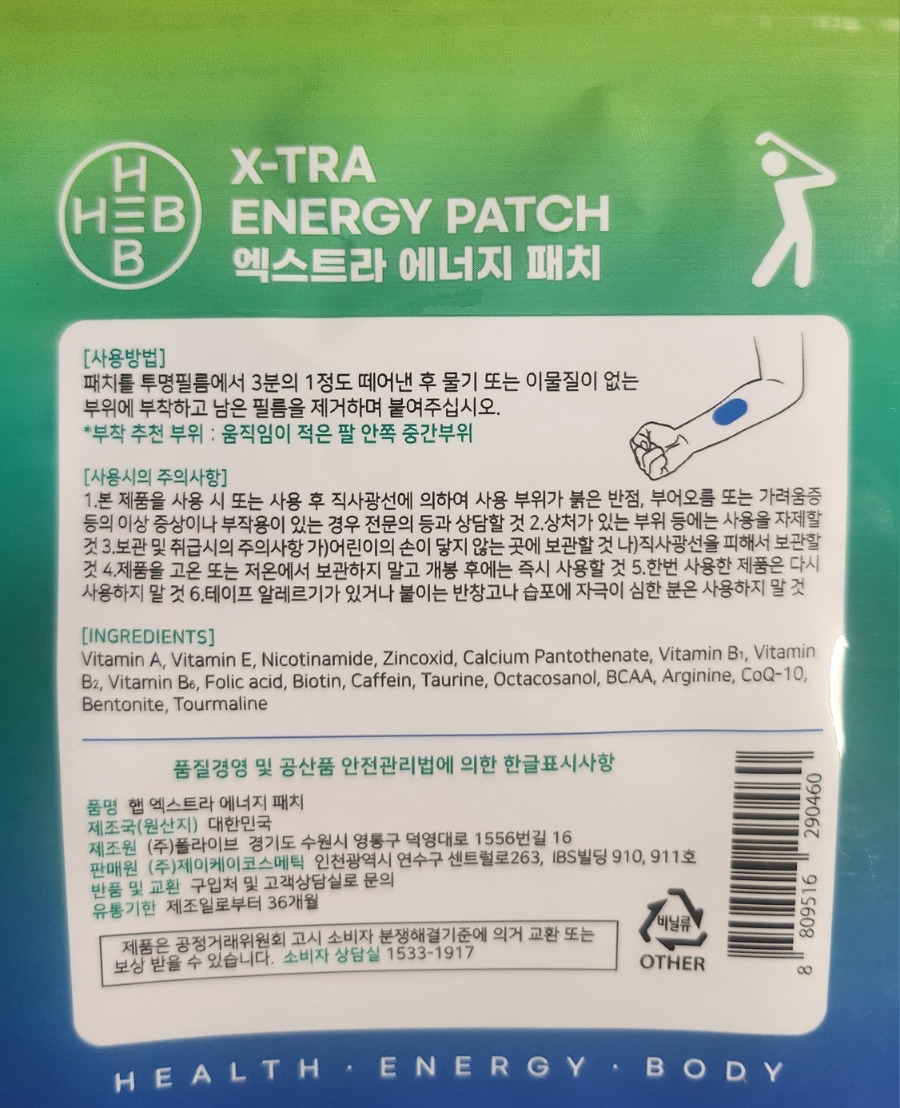 H
HEB
B
X-TRA
ENERGY PATCH
엑스트라 에너지 패치
[사용방법]
패치를 투명필름에서 3분의 1정도 떼어낸 후 물기 또는 이물질이 없는
부위에 부착하고 남은 필름을 제거하며 붙여주십시오.
*부착 추천 부위 : 움직임이 적은 팔 안쪽 중간부위
[사용시의 주의사항]
1.본 제품을 사용 시 또는 사용 후 직사광선에 의하여 사용 부위가 붉은 반점, 부어오름 또는 가려움증
등의 이상 증상이나 부작용이 있는 경우 전문의 등과 상담할 것 2.상처가 있는 부위 등에는 사용을 자제할
것 3.보관 및 취급시의 주의사항 가)어린이의 손이 닿지 않는 곳에 보관할 것 나)직사광선을 피해서 보관할
것 4.제품을 고온 또는 저온에서 보관하지 말고 개봉 후에는 즉시 사용할 것 5.한번 사용한 제품은 다시
사용하지 말 것 6.테이프 알레르기가 있거나 붙이는 반창고나 습포에 자극이 심한 분은 사용하지 말 것
[INGREDIENTS]
Vitamin A, Vitamin E, Nicotinamide, Zincoxid, Calcium Pantothenate, Vitamin B₁, Vitamin
B₂, Vitamin B₆, Folic acid, Biotin, Caffein, Taurine, Octacosanol, BCAA, Arginine, CoQ-10,
Bentonite, Tourmaline
품질경영 및 공산품 안전관리법에 의한 한글표시사항
품명 헵 엑스트라 에너지 패치
제조국(원산지) 대한민국
제조원 (주)폴라이브 경기도 수원시 영통구 덕영대로 1556번길 16
판매원 (주)제이케이코스메틱 인천광역시 연수구 센트럴로263, IBS빌딩 910, 911호
반품 및 교환 구입처 및 고객상담실로 문의
유통기한 제조일로부터 36개월
제품은 공정거래위원회 고시 소비자 분쟁해결기준에 의거 교환 또는
보상 받을 수 있습니다. 소비자 상담실 1533-1917
비닐류
OTHER
8 809516 290460
HEALTH · ENERGY · BODY